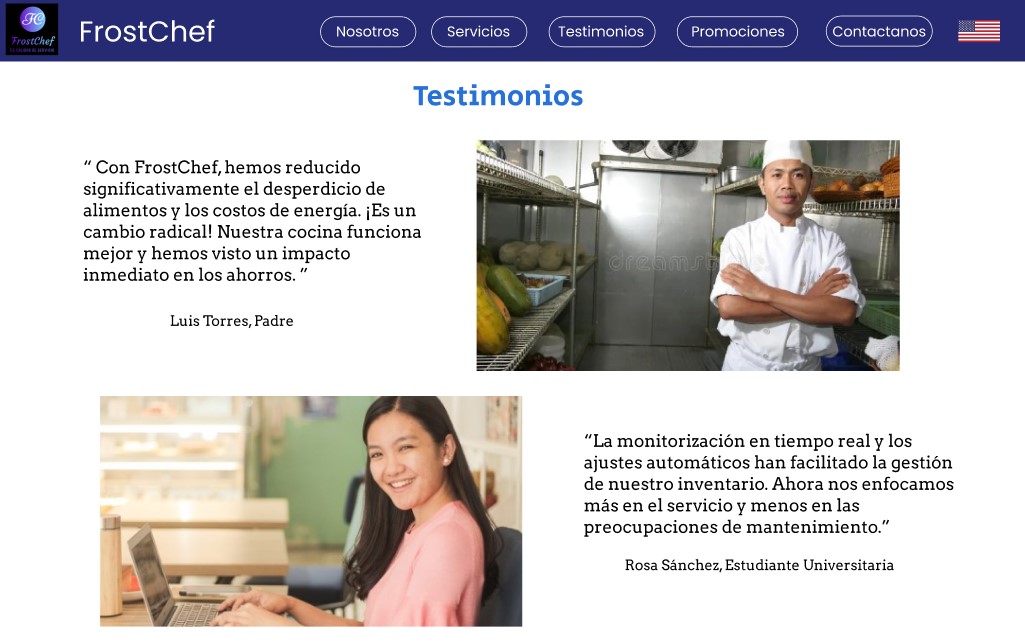 FrostChef
FrostChef
Nosotros
Servicios
Testimonios
Promociones
Contactanos
Testimonios
“ Con FrostChef, hemos reducido
significativamente el desperdicio de
alimentos y los costos de energía. ¡Es un
cambio radical! Nuestra cocina funciona
mejor y hemos visto un impacto
inmediato en los ahorros. ”
Luis Torres, Padre
“La monitorización en tiempo real y los
ajustes automáticos han facilitado la gestión
de nuestro inventario. Ahora nos enfocamos
más en el servicio y menos en las
preocupaciones de mantenimiento.”
Rosa Sánchez, Estudiante Universitaria